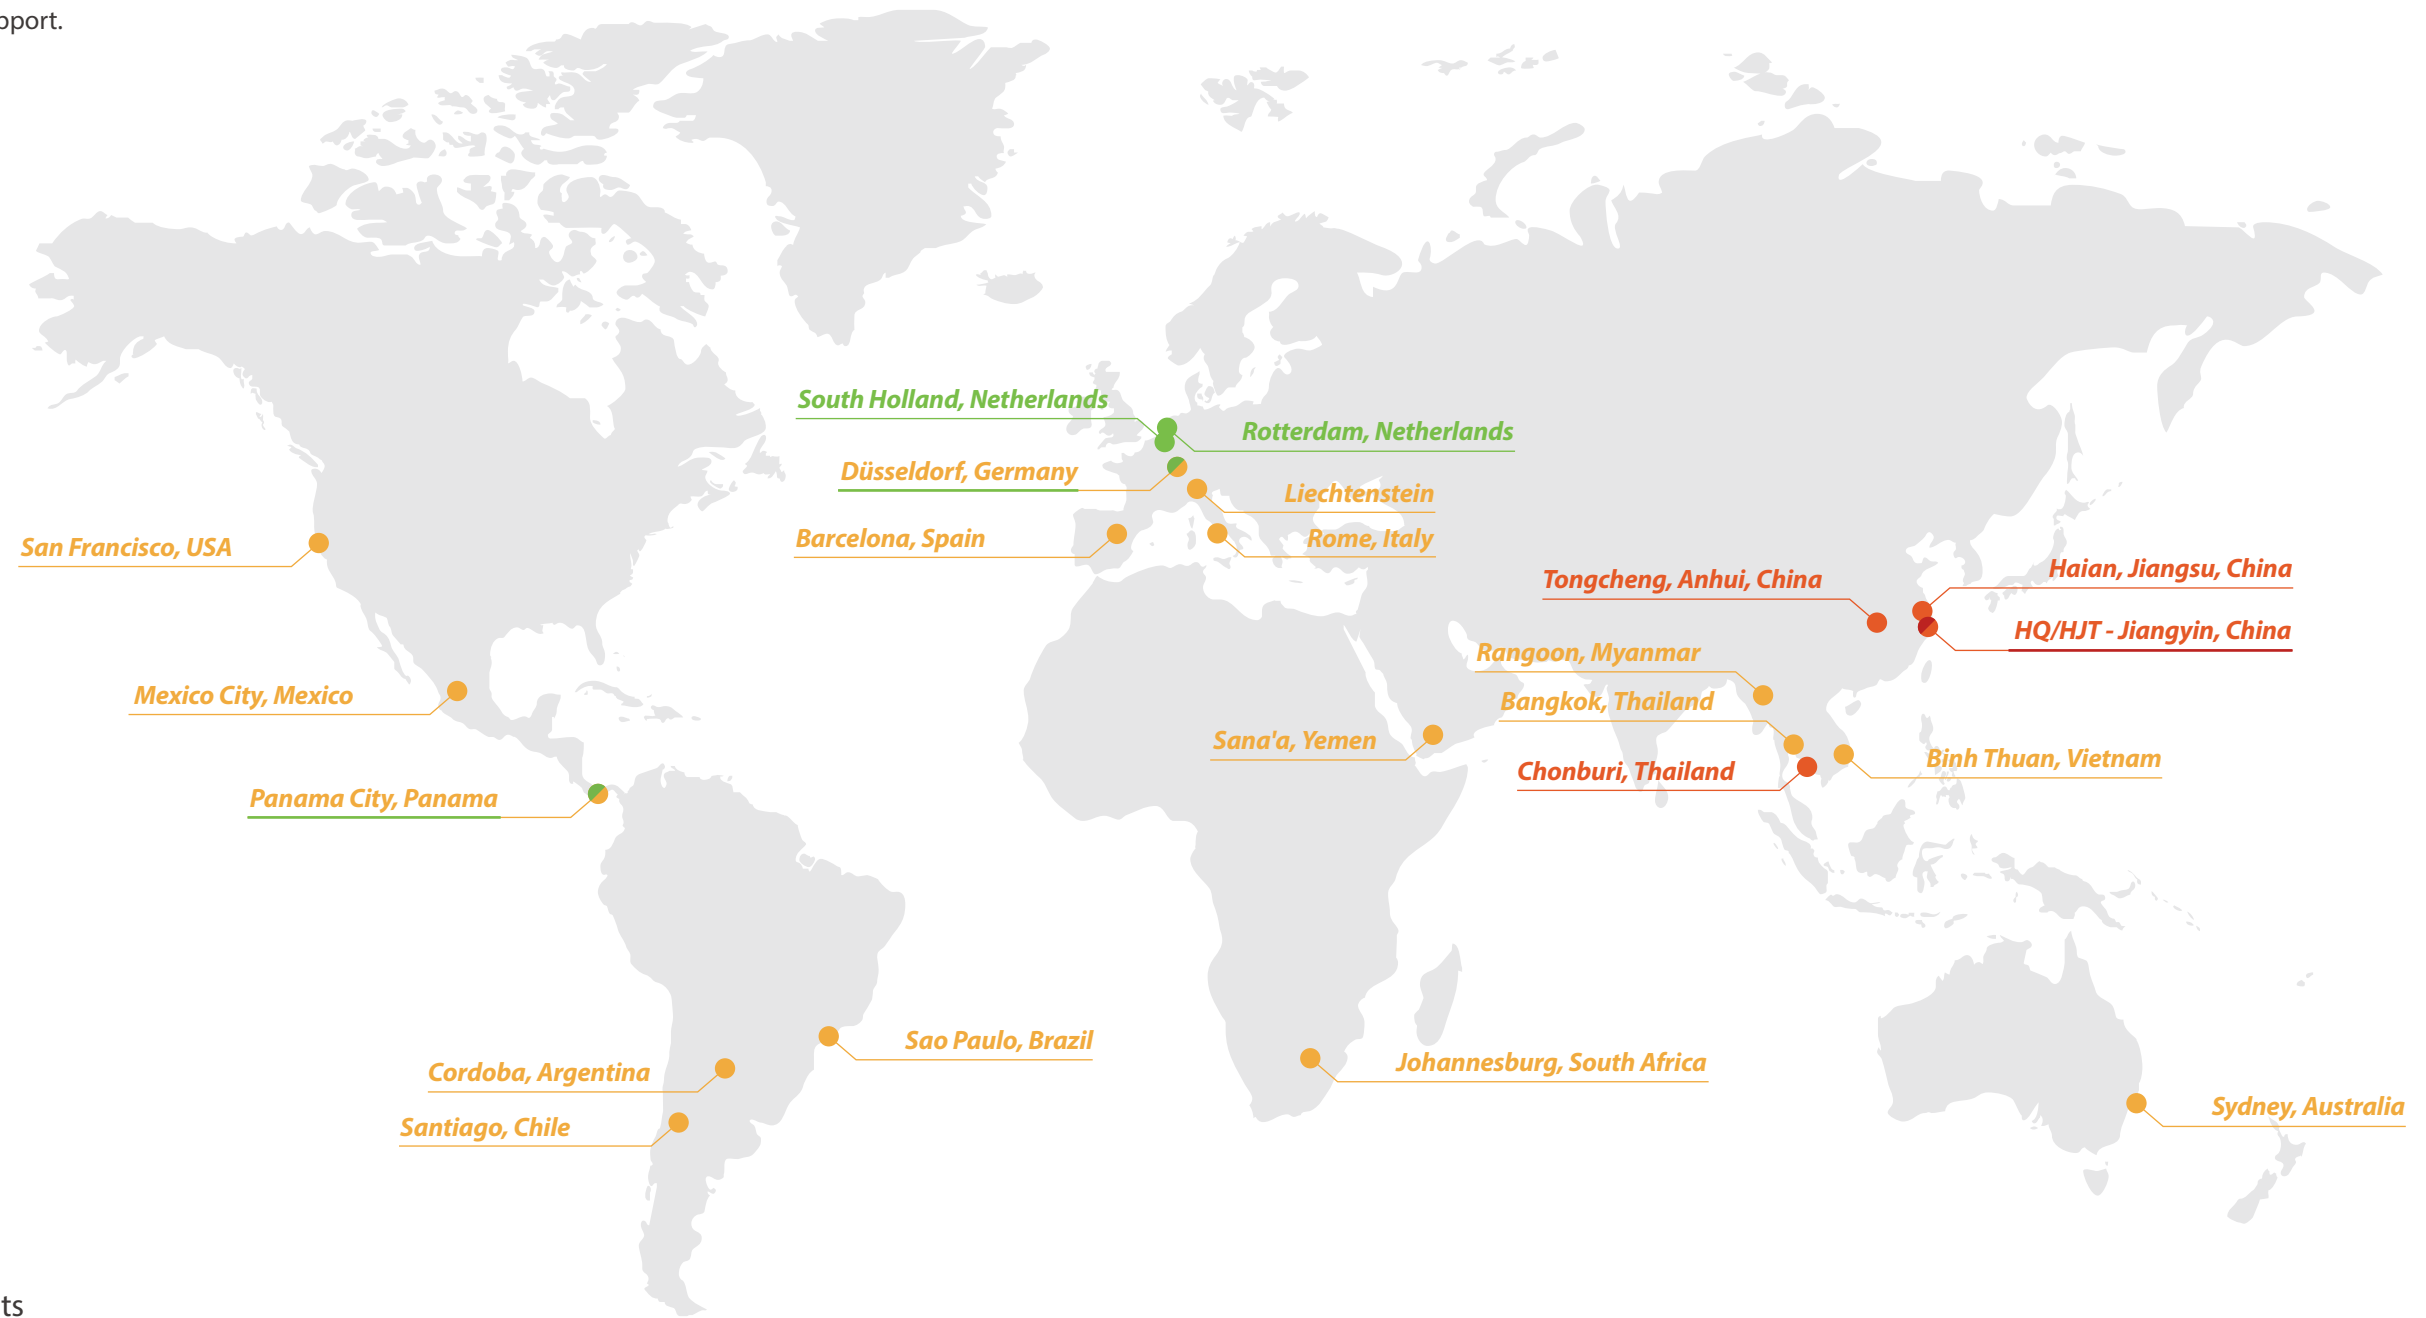 pport.
South Holland, Netherlands
Rotterdam, Netherlands
Düsseldorf, Germany
Liechtenstein
Barcelona, Spain
Rome, Italy
San Francisco, USA
Haian, Jiangsu, China
Tongcheng, Anhui, China
HQ/HJT - Jiangyin, China
Rangoon, Myanmar
Mexico City, Mexico
Bangkok, Thailand
Sana'a, Yemen
Binh Thuan, Vietnam
Chonburi, Thailand
Panama City, Panama
Sao Paulo, Brazil
Johannesburg, South Africa
Cordoba, Argentina
Sydney, Australia
Santiago, Chile
ts